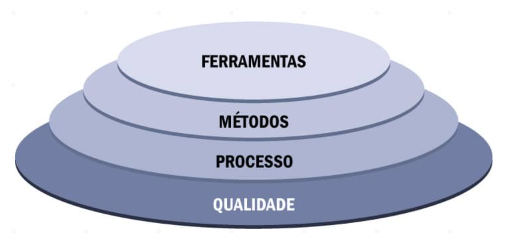 FERRAMENTAS
MÉTODOS
PROCESSO
QUALIDADE